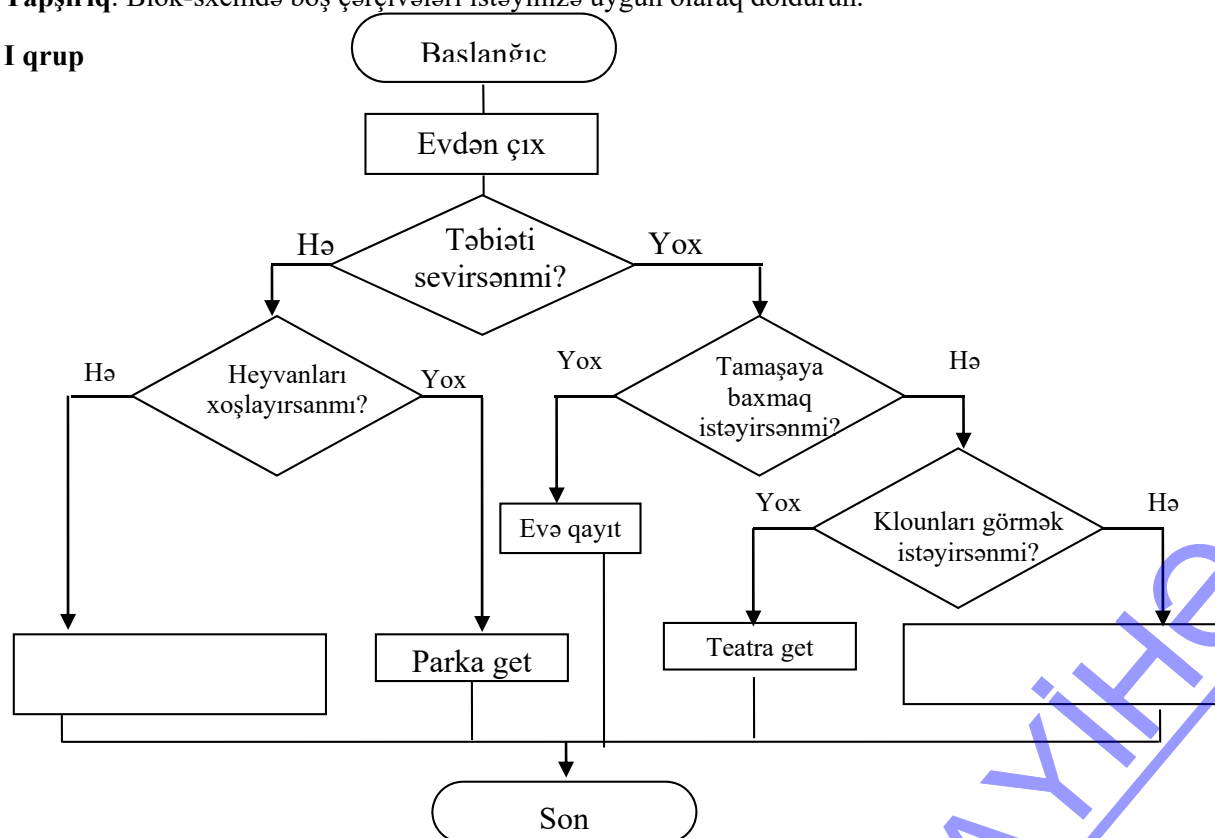 Tapşırıq: Blok-sxemdə boş çərçivələri istəyinizə uyğun olaraq doldurun.
I qrup
Başlanğıc
Evdən çıx
Təbiəti
sevirsənmi?
Hə
Yox
Heyvanları
xoşlayırsanmı?
Hə
Yox
Tamaşaya
baxmaq
istəyirsənmi?
Yox
Hə
Evə qayıt
Klounları görmək
istəyirsənmi?
Yox
Hə
Parka get
Teatra get
Son